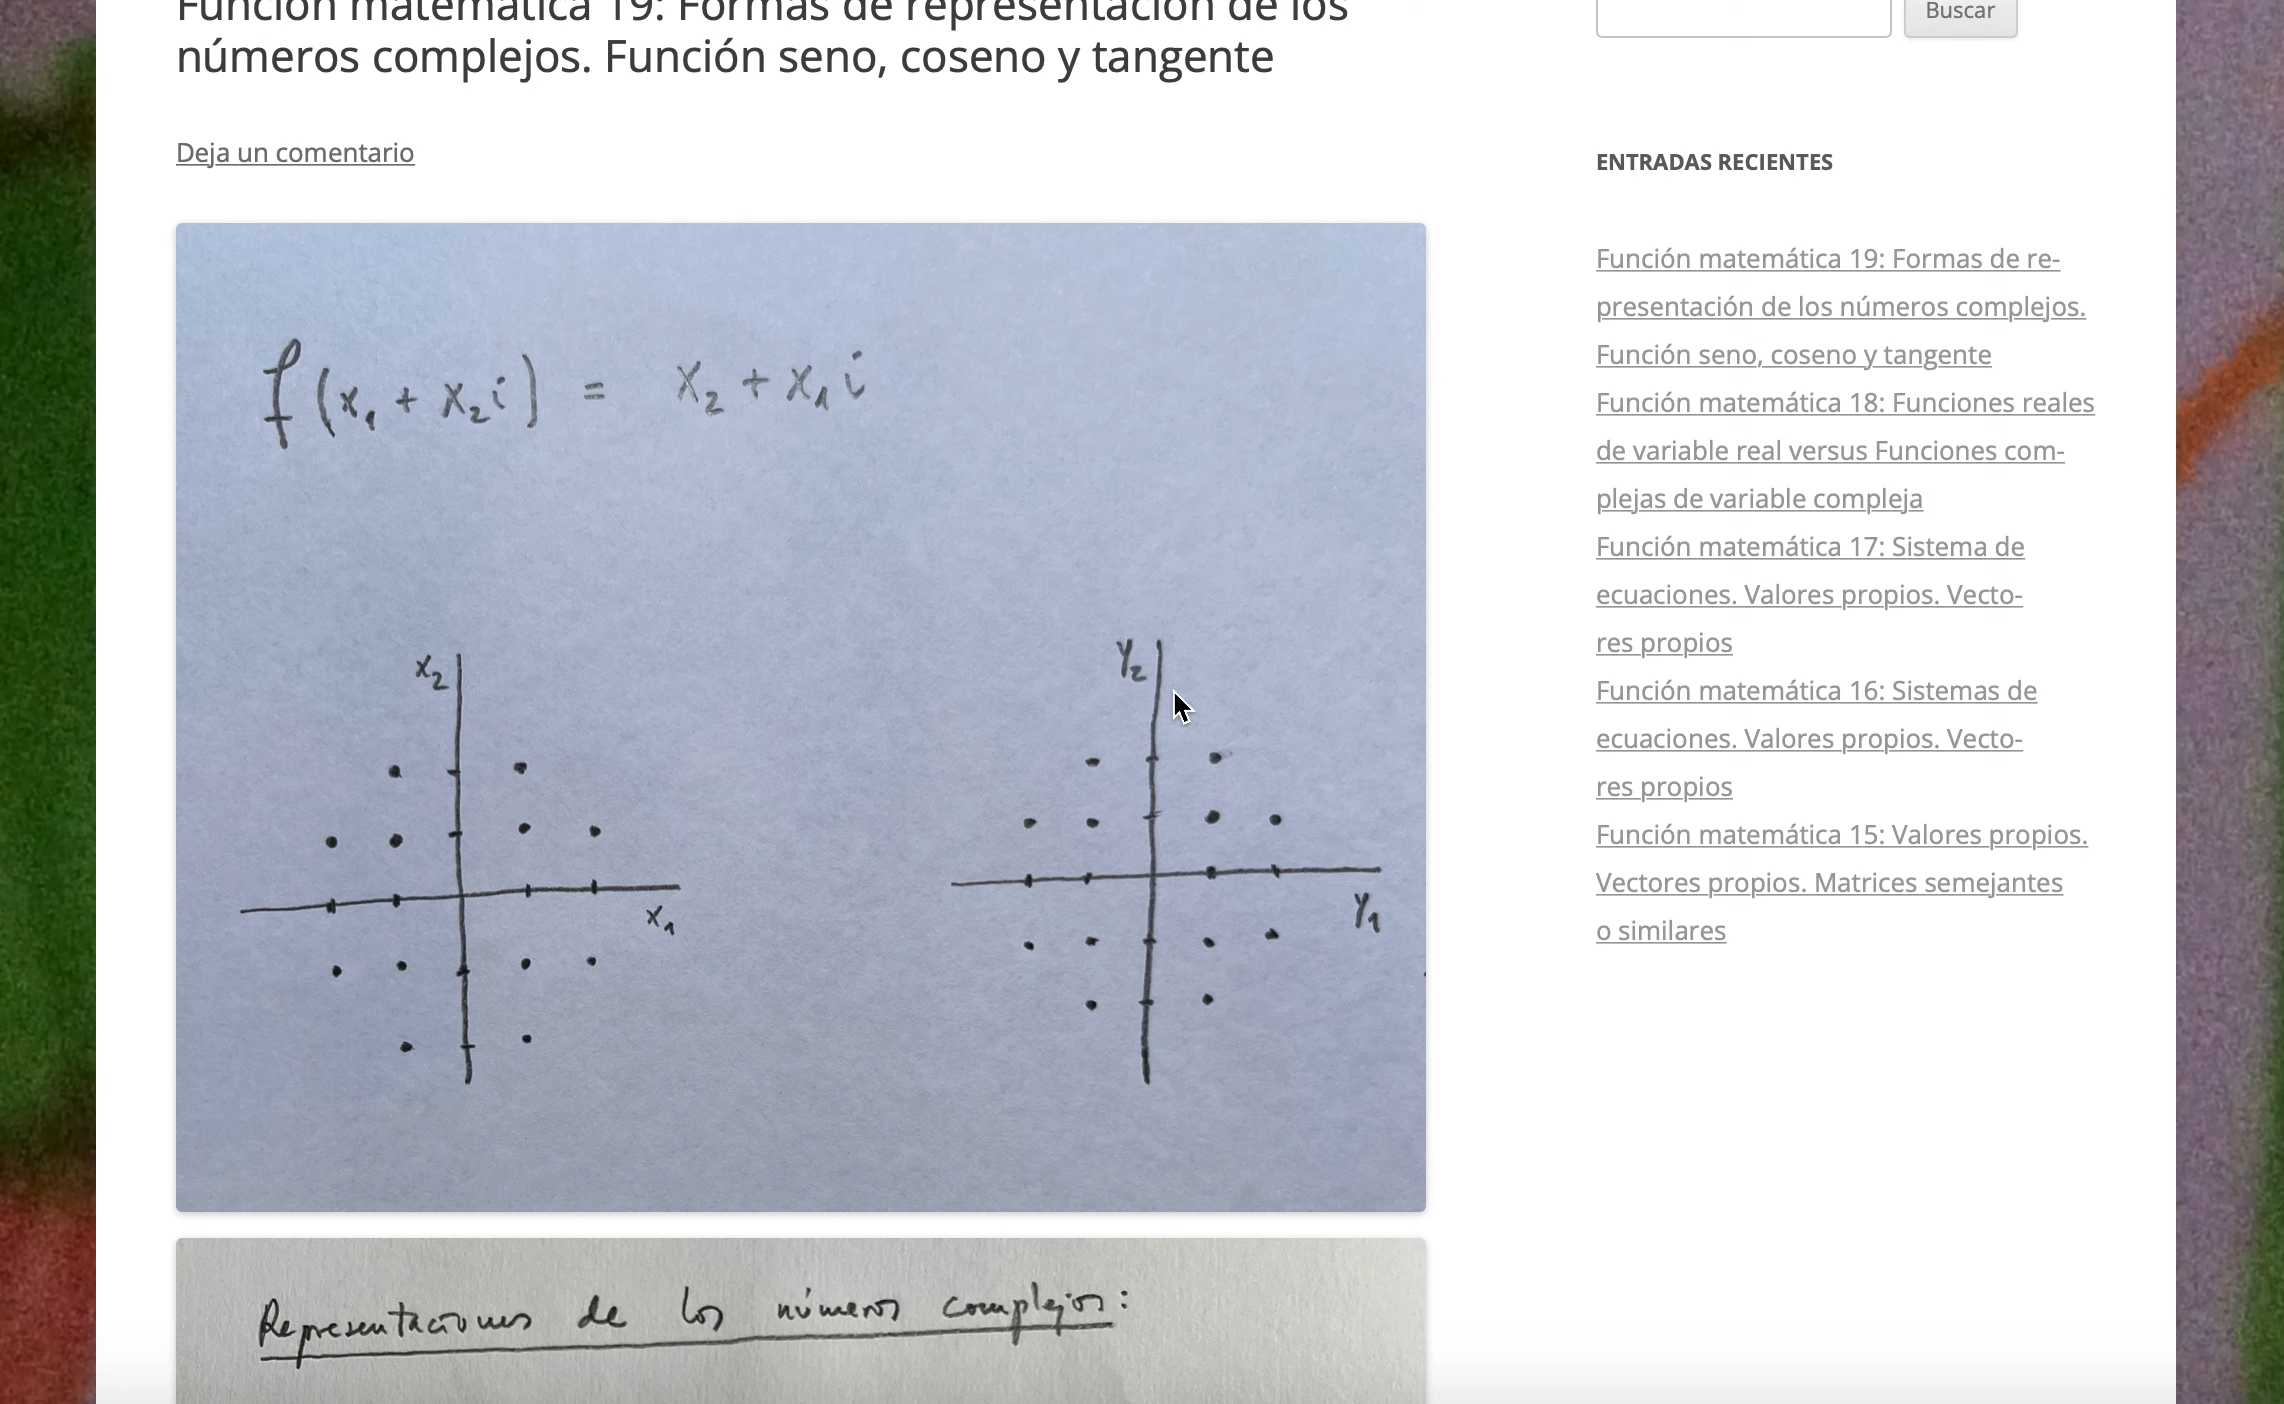 Función matemática 19: Formas de representación de los
números complejos. Función seno, coseno y tangente
Deja un comentario
f(x₁ + x₂i) = x₂ + x₁i
x₂
x₁
y₂
y₁
Representaciones de los números complejos:
Buscar
ENTRADAS RECIENTES
Función matemática 19: Formas de re-
presentación de los números complejos.
Función seno, coseno y tangente
Función matemática 18: Funciones reales
de variable real versus Funciones com-
plejas de variable compleja
Función matemática 17: Sistema de
ecuaciones. Valores propios. Vecto-
res propios
Función matemática 16: Sistemas de
ecuaciones. Valores propios. Vecto-
res propios
Función matemática 15: Valores propios.
Vectores propios. Matrices semejantes
o similares